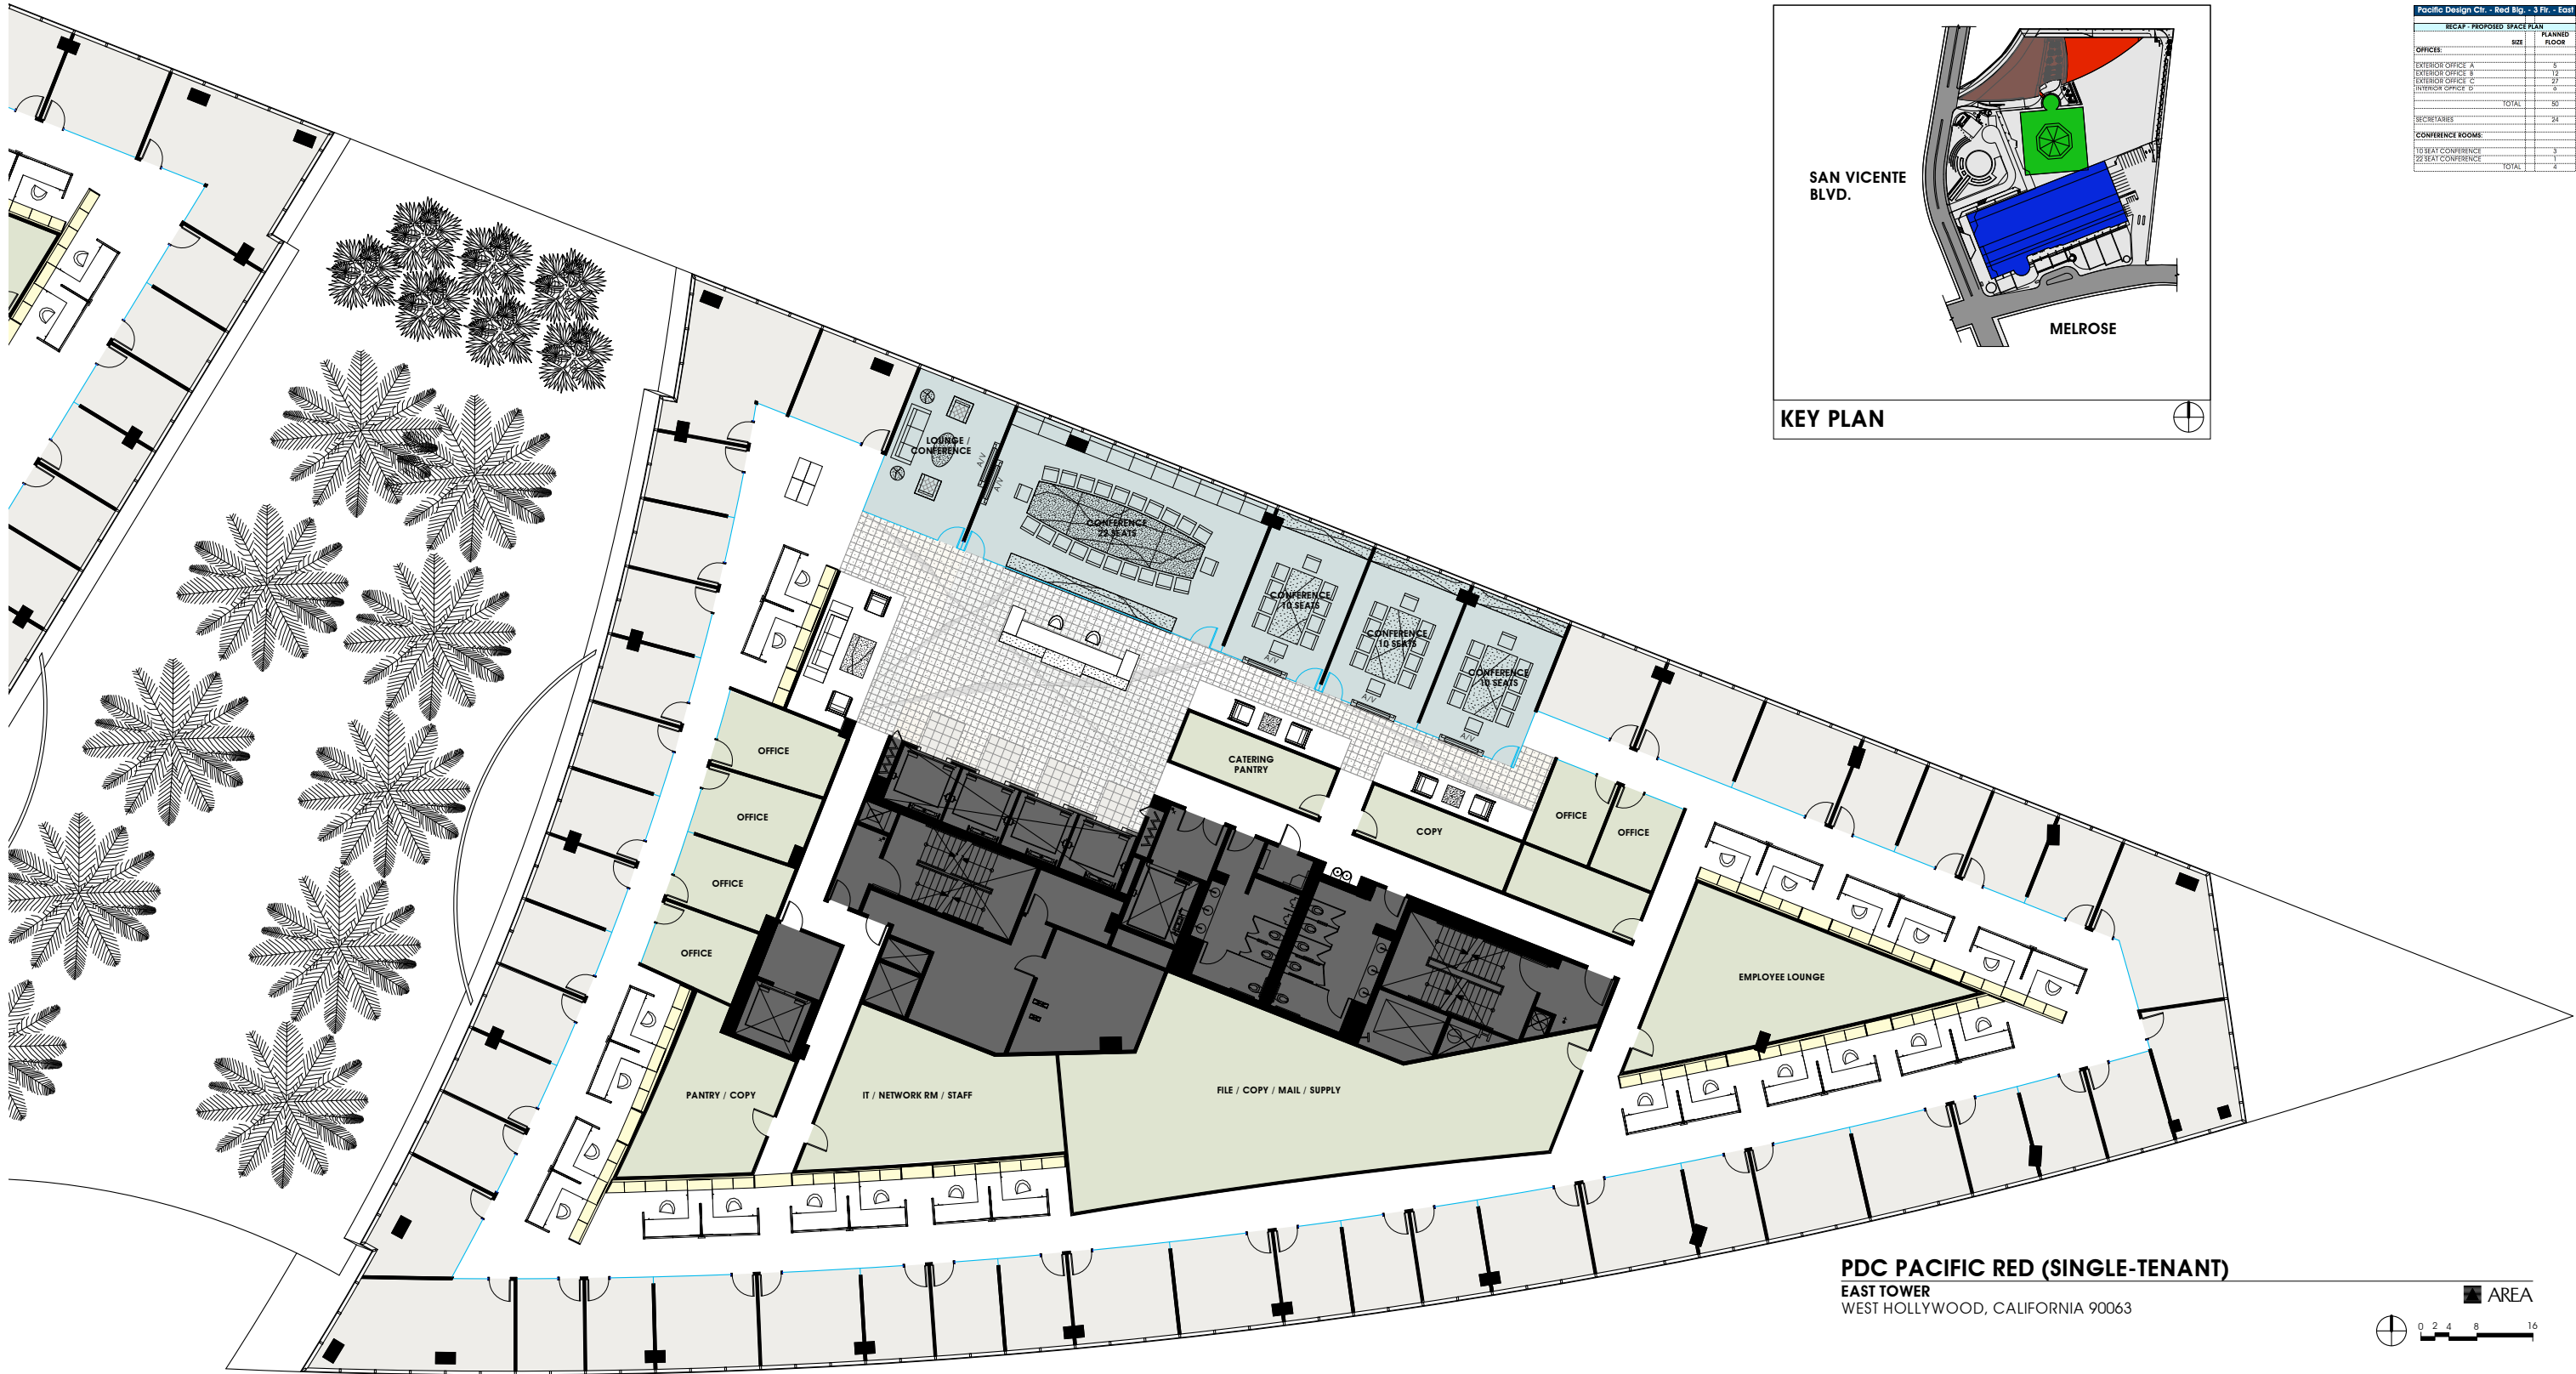 Pacific Design Ctr. - Red Blg. - 3 Flr. - East
RECAP - PROPOSED SPACE PLAN
SIZE PLANNED FLOOR
OFFICES:
EXTERIOR OFFICE A 5
EXTERIOR OFFICE B 12
EXTERIOR OFFICE C 27
INTERIOR OFFICE D 6
TOTAL 50
SECRETARIES 24
CONFERENCE ROOMS:
10 SEAT CONFERENCE 3
22 SEAT CONFERENCE 1
TOTAL 4
SAN VICENTE
BLVD.
MELROSE
KEY PLAN
LOUNGE /
CONFERENCE
A/V
A/V
CONFERENCE
22 SEATS
CONFERENCE
10 SEATS
A/V
CONFERENCE
10 SEATS
A/V
CONFERENCE
10 SEATS
A/V
OFFICE
OFFICE
OFFICE
OFFICE
CATERING
PANTRY
COPY
OFFICE
OFFICE
EMPLOYEE LOUNGE
PANTRY / COPY
IT / NETWORK RM / STAFF
FILE / COPY / MAIL / SUPPLY
PDC PACIFIC RED (SINGLE-TENANT)
EAST TOWER
WEST HOLLYWOOD, CALIFORNIA 90063
AREA
0 2 4 8 16